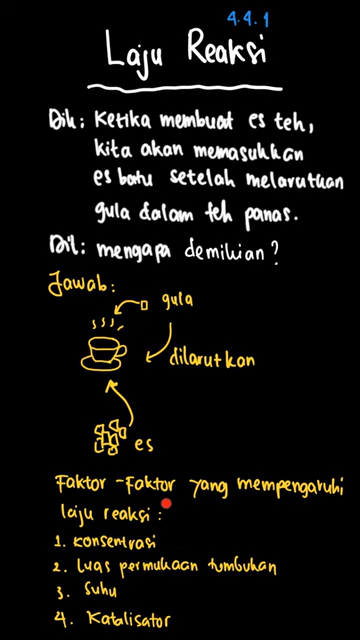 4.4.1
Laju Reaksi
Dik: Ketika membuat es teh,
kita akan memasukkan
es batu setelah melarutkan
gula dalam teh panas.
Dit: mengapa demikian?
Jawab:
gula
dilarutkan
es
Faktor-Faktor yang mempengaruhi
laju reaksi:
1. Konsentrasi
2. Luas permukaan tumbukan
3. Suhu
4. Katalisator